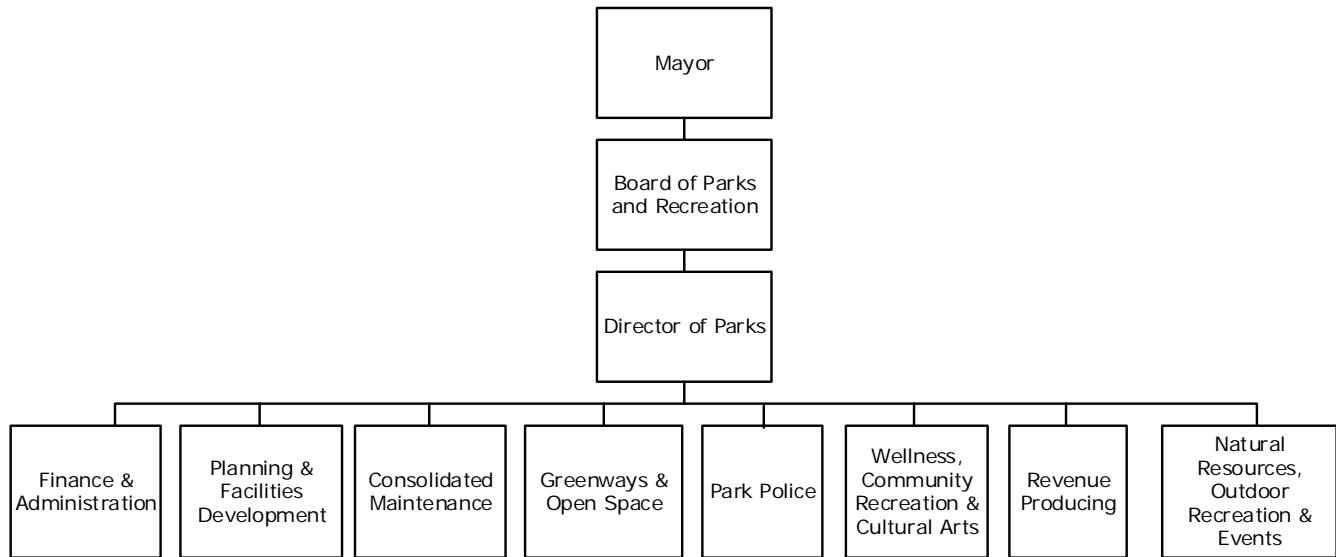 Mayor
Board of Parks
and Recreation
Director of Parks
Finance &
Administration
Planning &
Facilities
Development
Consolidated
Maintenance
Greenways &
Open Space
Park Police
Wellness,
Community
Recreation &
Cultural Arts
Revenue
Producing
Natural
Resources,
Outdoor
Recreation &
Events